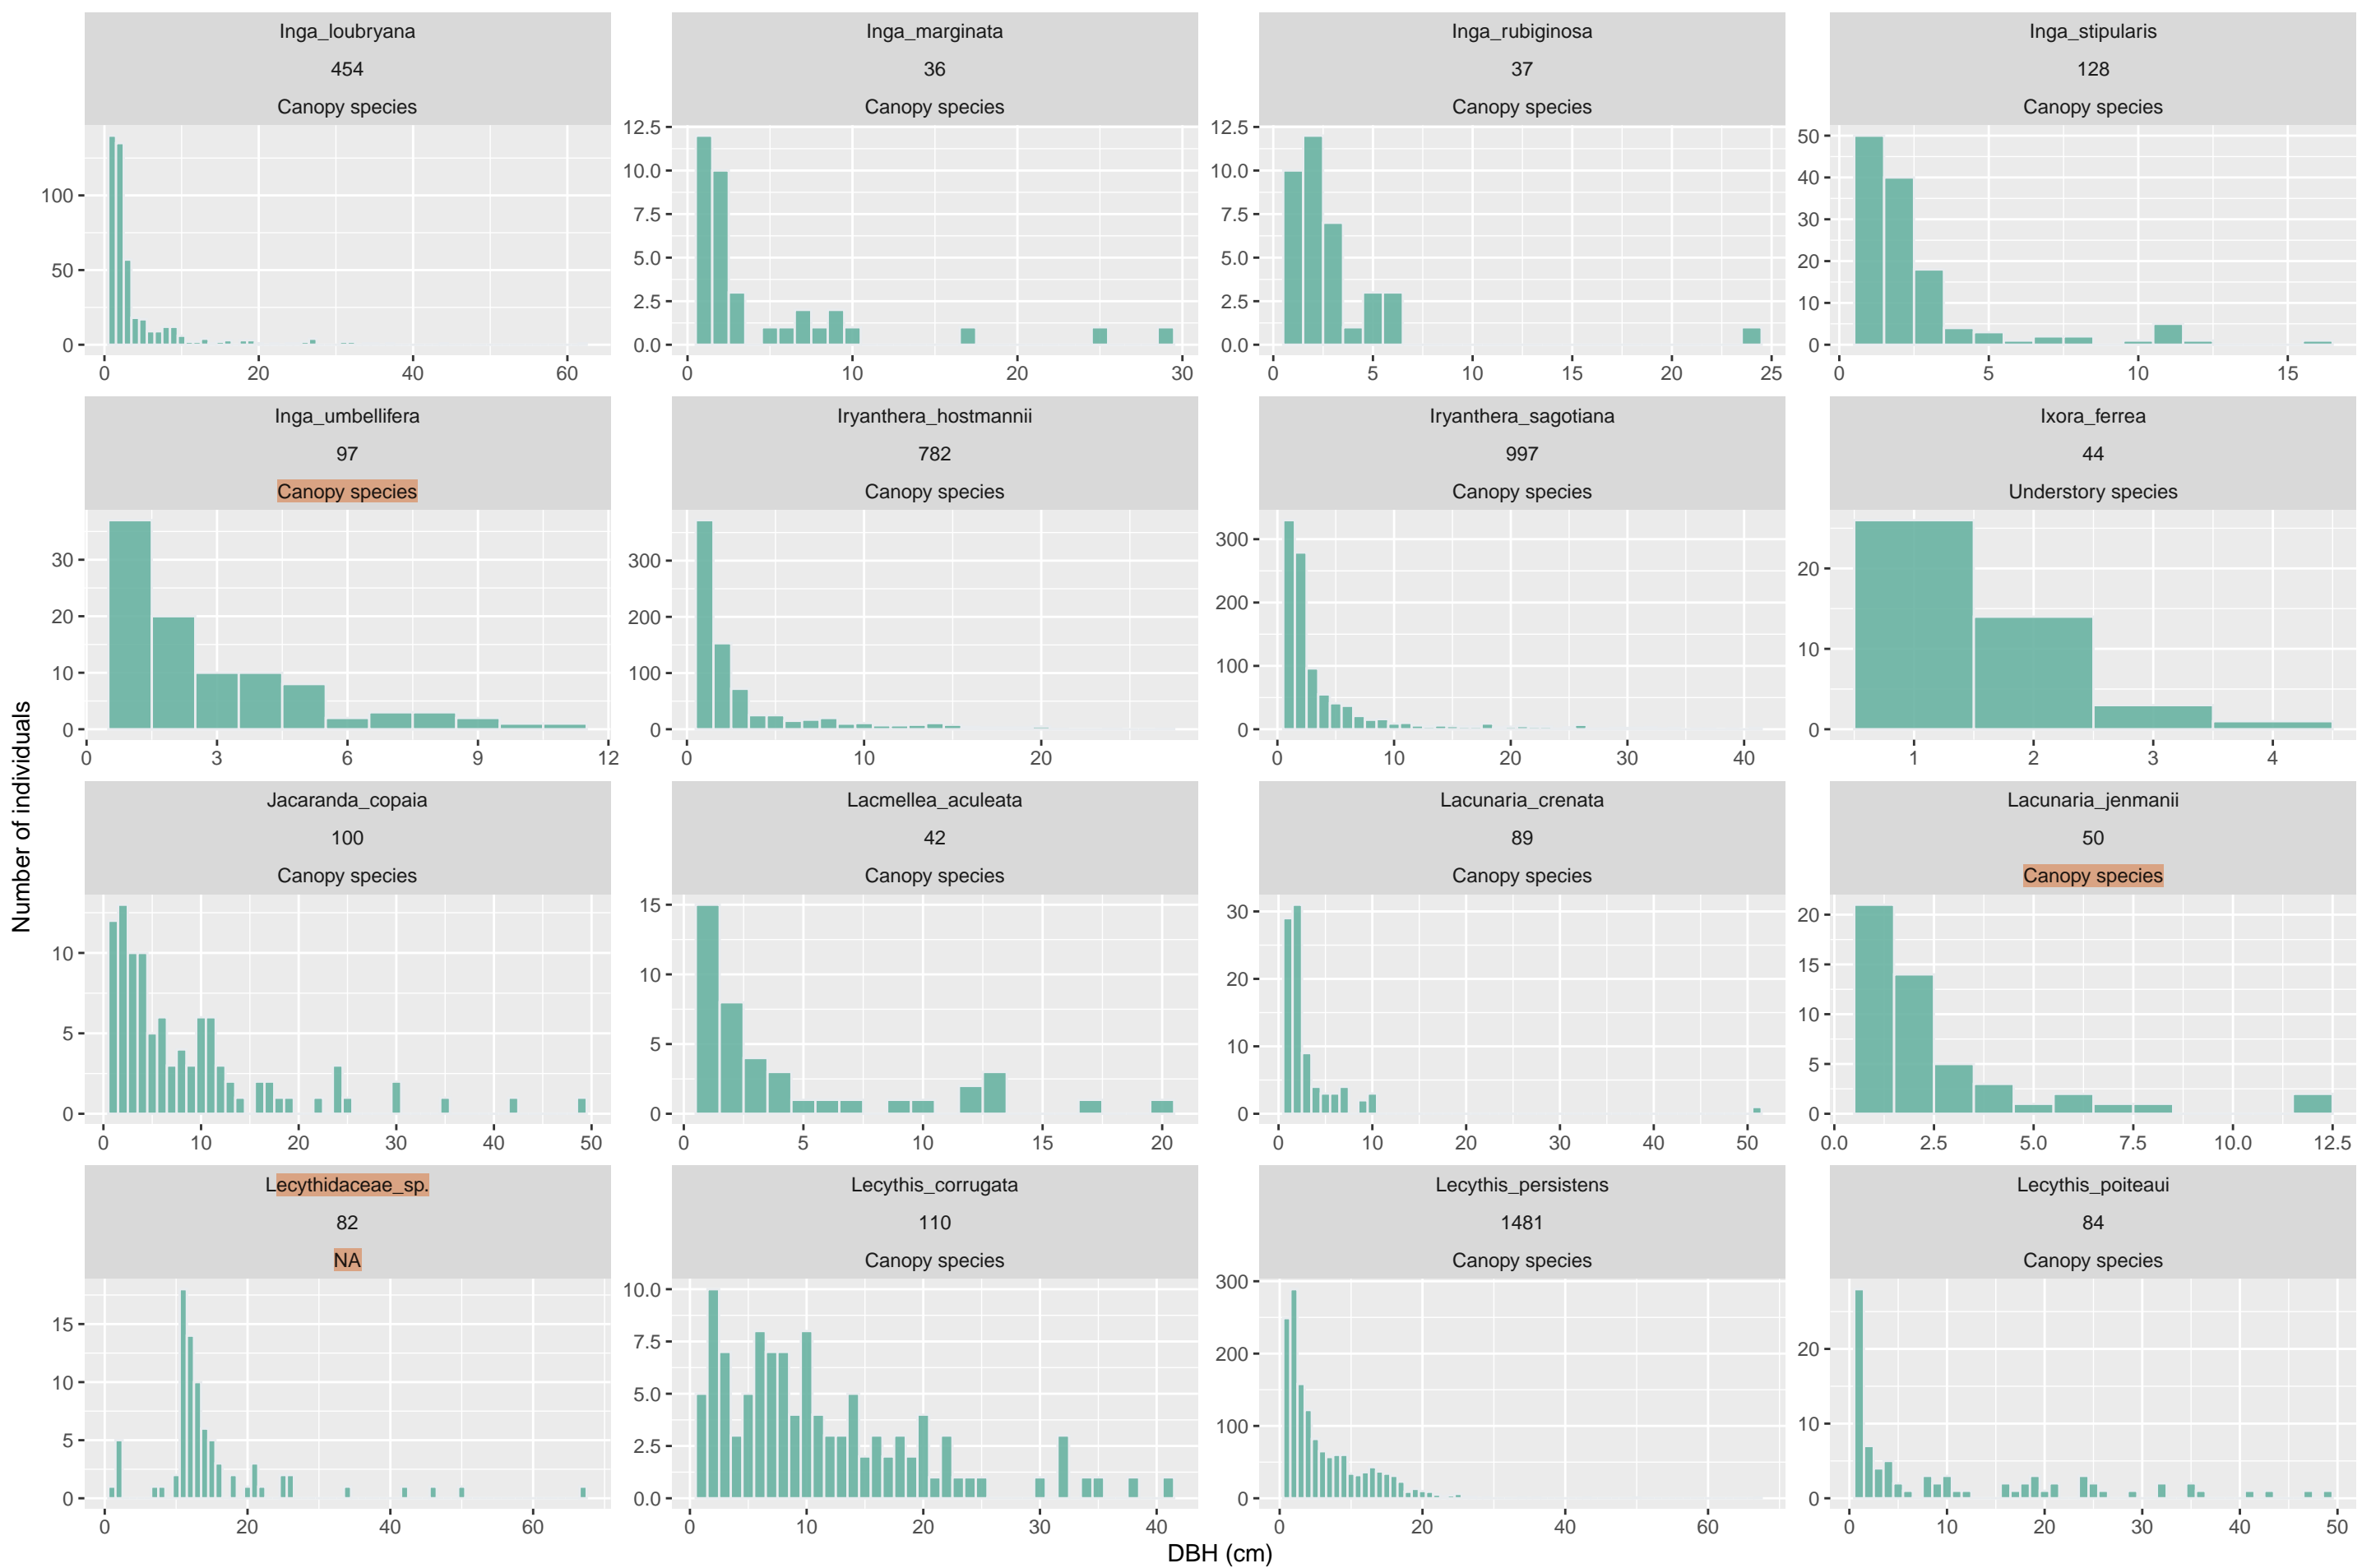 Inga_loubryana
454
Canopy species
100
50
0
0 20 40 60
Inga_marginata
36
Canopy species
12.5
10.0
7.5
5.0
2.5
0.0
0 10 20 30
Inga_rubiginosa
37
Canopy species
12.5
10.0
7.5
5.0
2.5
0.0
0 5 10 15 20 25
Inga_stipularis
128
Canopy species
50
40
30
20
10
0
0 5 10 15
Inga_umbellifera
97
Canopy species
30
20
10
0
0 3 6 9 12
Iryanthera_hostmannii
782
Canopy species
300
200
100
0
0 10 20
Iryanthera_sagotiana
997
Canopy species
300
200
100
0
0 10 20 30 40
Ixora_ferrea
44
Understory species
20
10
0
1 2 3 4
Jacaranda_copaia
100
Canopy species
10
5
0
0 10 20 30 40 50
Lacmellea_aculeata
42
Canopy species
15
10
5
0
0 5 10 15 20
Lacunaria_crenata
89
Canopy species
30
20
10
0
0 10 20 30 40 50
Lacunaria_jenmanii
50
Canopy species
20
15
10
5
0
0.0 2.5 5.0 7.5 10.0 12.5
Lecythidaceae_sp.
82
NA
15
10
5
0
0 20 40 60
Lecythis_corrugata
110
Canopy species
10.0
7.5
5.0
2.5
0.0
0 10 20 30 40
Lecythis_persistens
1481
Canopy species
300
200
100
0
0 20 40 60
Lecythis_poiteaui
84
Canopy species
20
10
0
0 10 20 30 40 50
Number of individuals
DBH (cm)